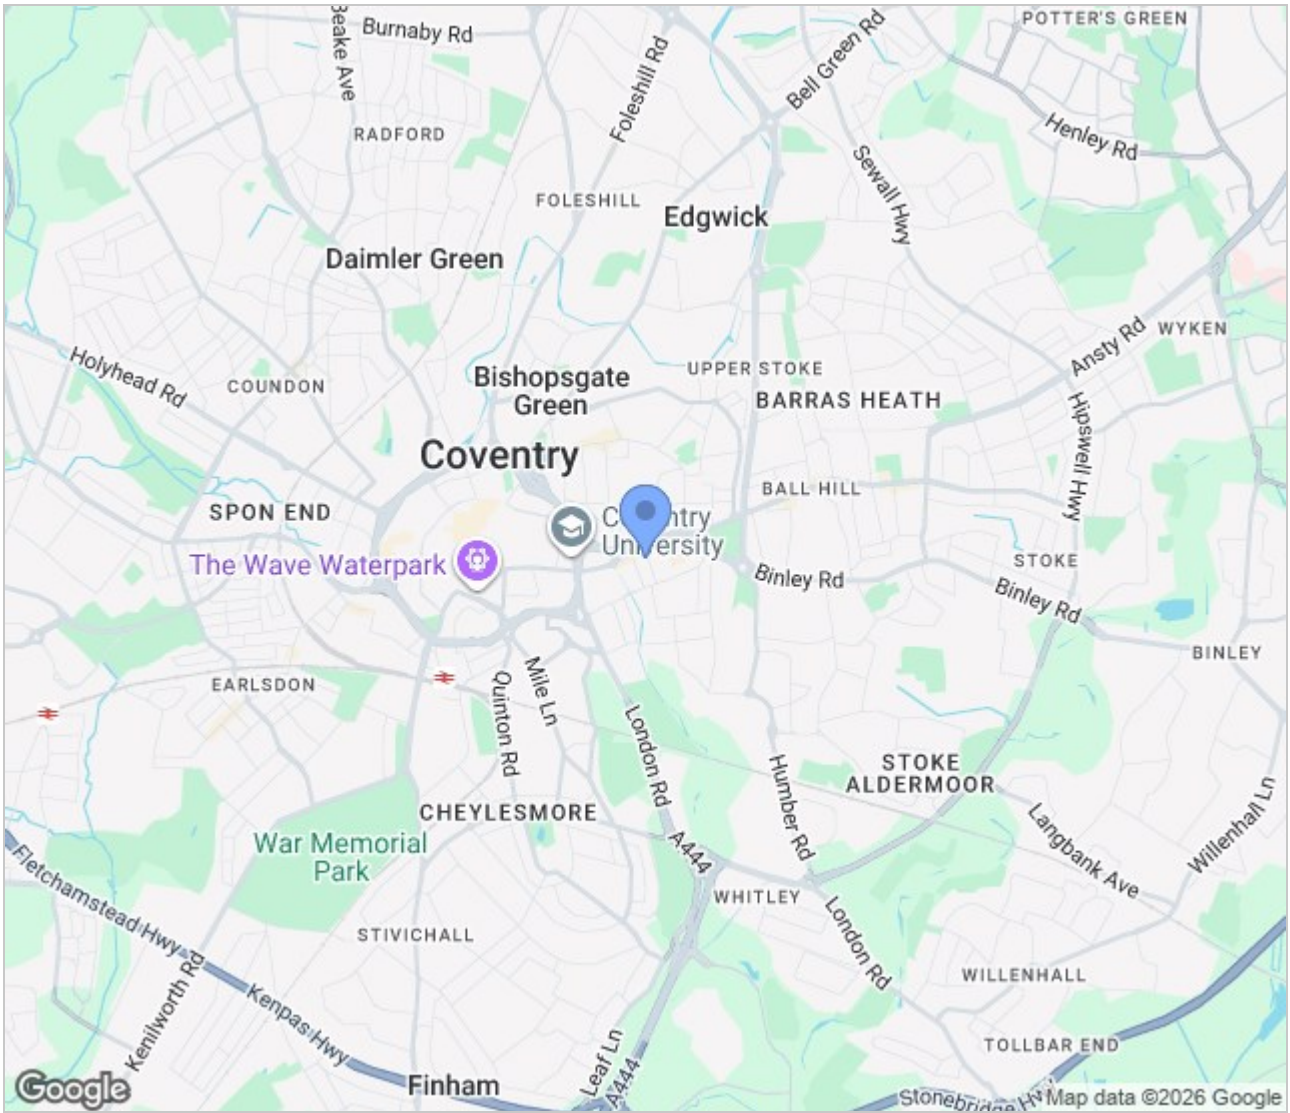 POTTER'S GREEN
Burnaby Rd
Beake Ave
Foleshill Rd
Bell Green Rd
RADFORD
Henley Rd
Sewall Hwy
FOLESHILL
Edgwick
Daimler Green
WYKEN
Ansty Rd
Holyhead Rd
COUNDON
Bishopsgate
Green
UPPER STOKE
BARRAS HEATH
Hipswell Hwy
Coventry
BALL HILL
SPON END
Coventry
University
The Wave Waterpark
Binley Rd
STOKE
Binley Rd
BINLEY
EARLSDON
Quinton Rd
Mile Ln
London Rd
Humber Rd
STOKE
ALDERMOOR
CHEYLESMORE
Langbank Ave
Willenhall Ln
War Memorial
Park
A444
Fletchamstead Hwy
WHITLEY
London Rd
STIVICHALL
Kenilworth Rd
WILLENHALL
Kenpas Hwy
TOLLBAR END
Leaf Ln
A444
Finham
Stonebridge Hwy
Google
Map data ©2026 Google